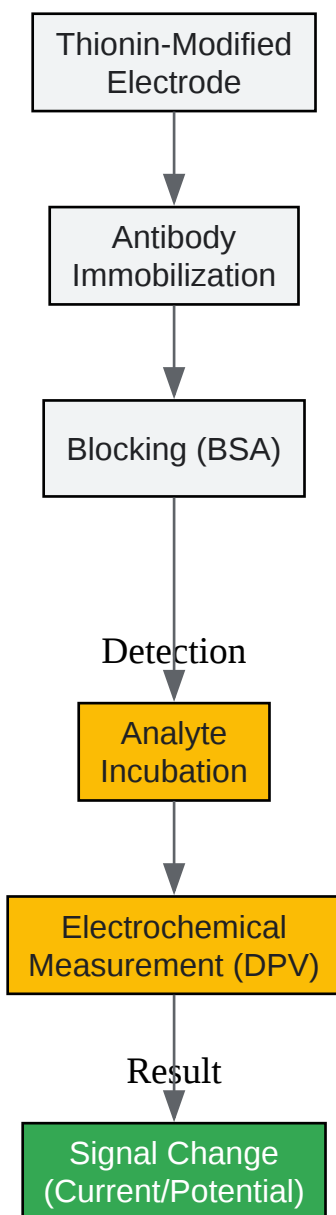 Thionin-Modified
Electrode
Antibody
Immobilization
Blocking (BSA)
Detection
Analyte
Incubation
Electrochemical
Measurement (DPV)
Result
Signal Change
(Current/Potential)